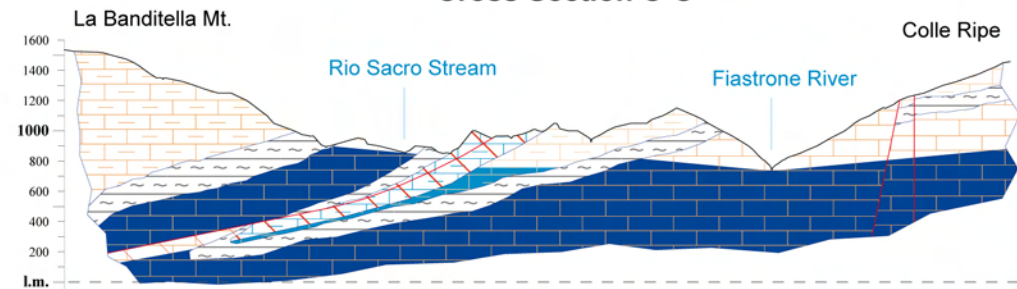 La Banditella Mt.
Colle Ripe
Rio Sacro Stream
Fiastrone River
1600
1400
1200
1000
800
600
400
200
l.m.